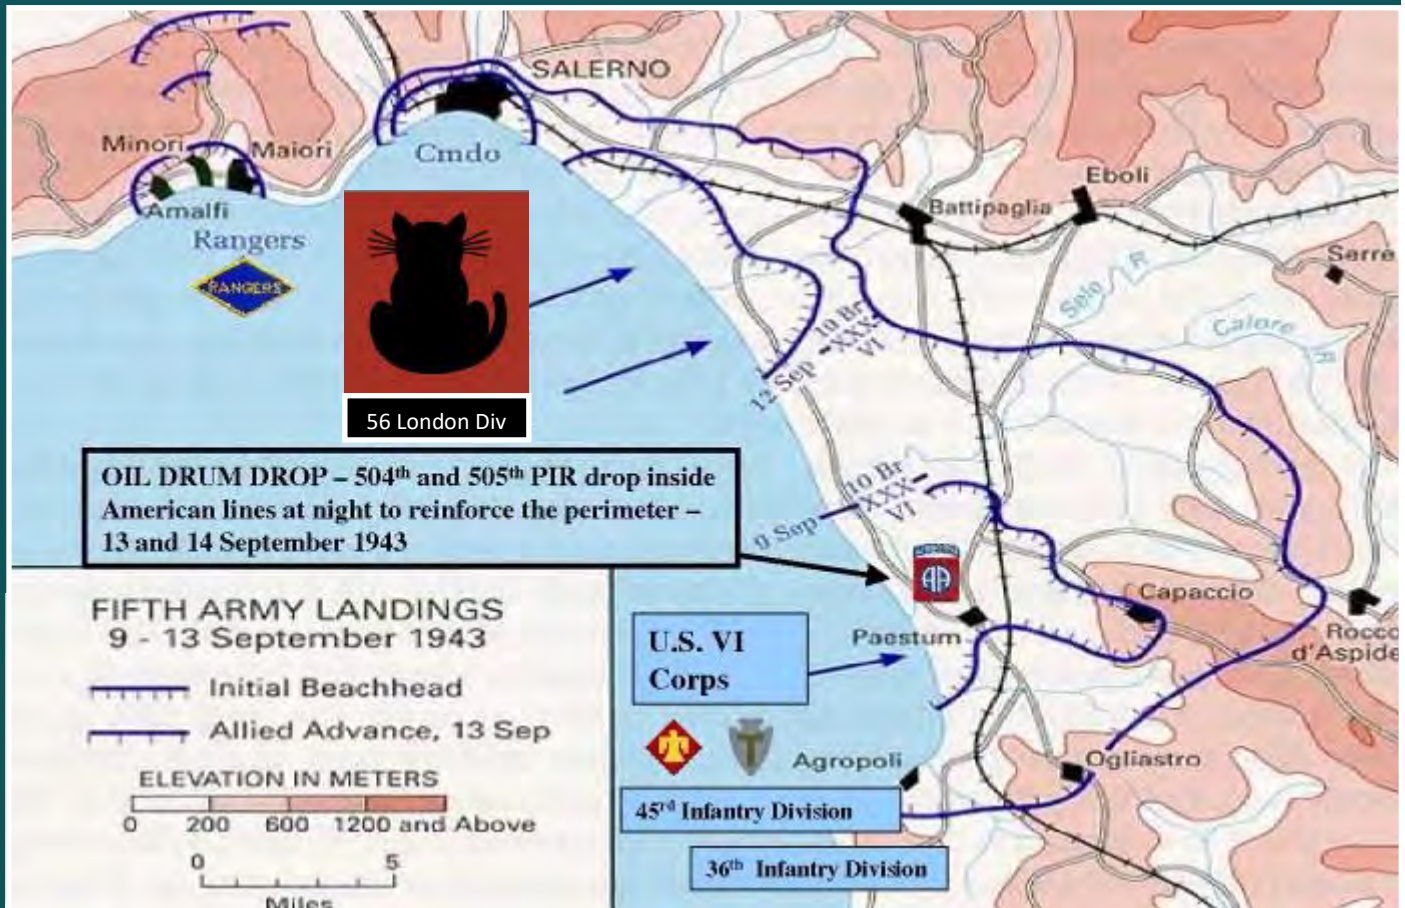 SALERNO
Minori
Maiori
Cmdo
Amalfi
Rangers
RANGERS
Eboli
Battipaglia
Serre
Sele R
Calore R
10 Br
XXX
VI
12 Sep
56 London Div
OIL DRUM DROP – 504th and 505th PIR drop inside
American lines at night to reinforce the perimeter –
13 and 14 September 1943
10 Br
XXX
VI
9 Sep
AA
Capaccio
Paestum
Rocco
d'Aspide
U.S. VI
Corps
Agropoli
Ogliastro
45rd Infantry Division
36th Infantry Division
FIFTH ARMY LANDINGS
9 - 13 September 1943
Initial Beachhead
Allied Advance, 13 Sep
ELEVATION IN METERS
0 200 600 1200 and Above
0 5
Miles